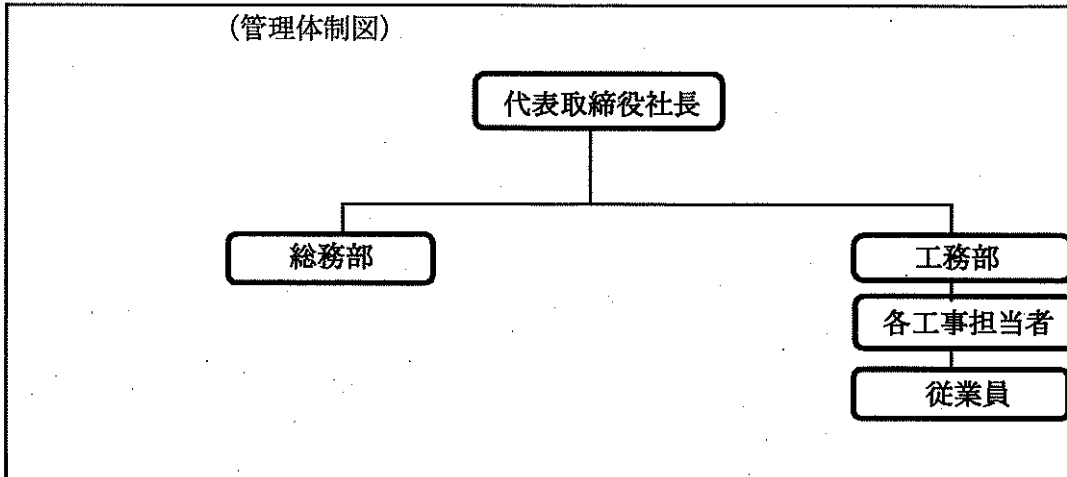 (管理体制図)
代表取締役社長
総務部
工務部
各工事担当者
従業員